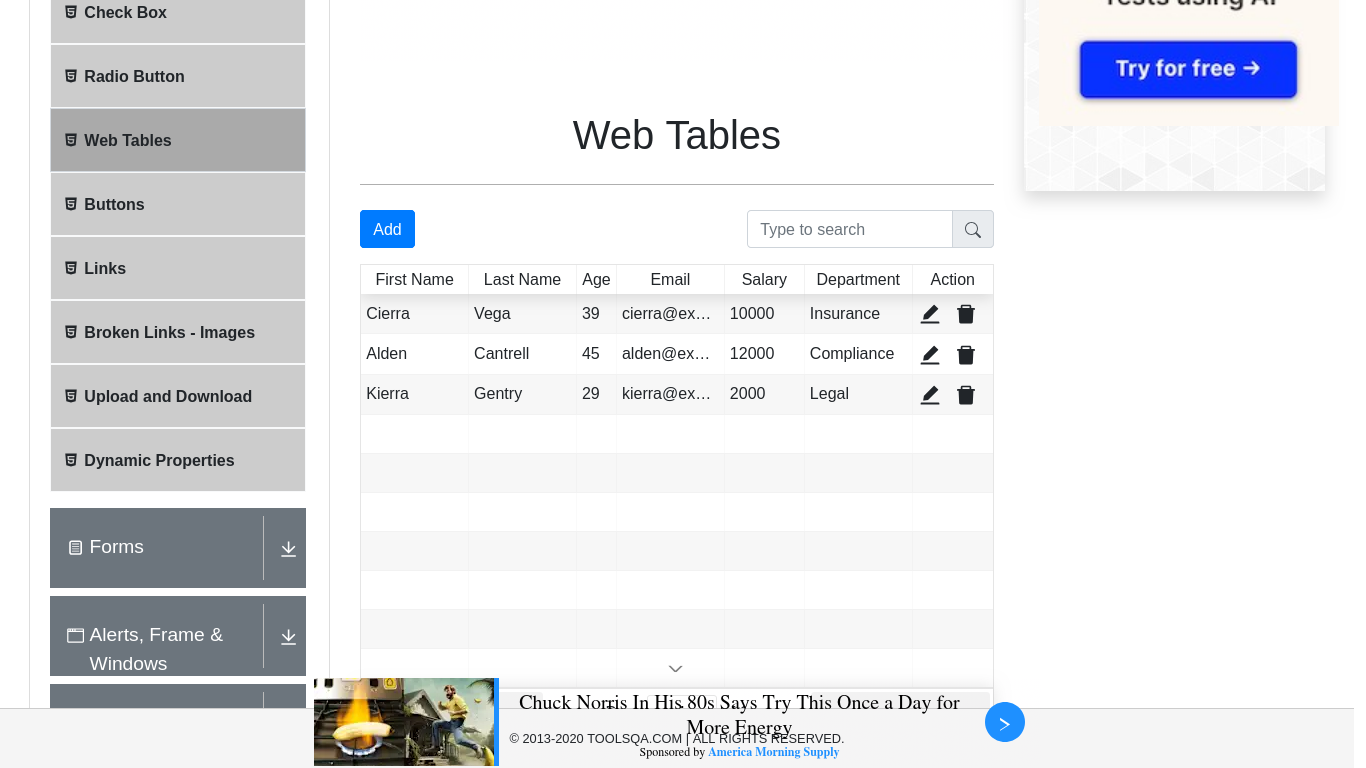 Check Box
Radio Button
Web Tables
Buttons
Links
Broken Links - Images
Upload and Download
Dynamic Properties
Forms
Alerts, Frame &
Windows
Web Tables
Add
Type to search
First Name Last Name Age Email Salary Department Action
Cierra Vega 39 cierra@ex… 10000 Insurance
Alden Cantrell 45 alden@ex… 12000 Compliance
Kierra Gentry 29 kierra@ex… 2000 Legal
Tests using AI
Try for free →
Chuck Norris In His 80s Says Try This Once a Day for
More Energy
© 2013-2020 TOOLSQA.COM | ALL RIGHTS RESERVED.
Sponsored by America Morning Supply